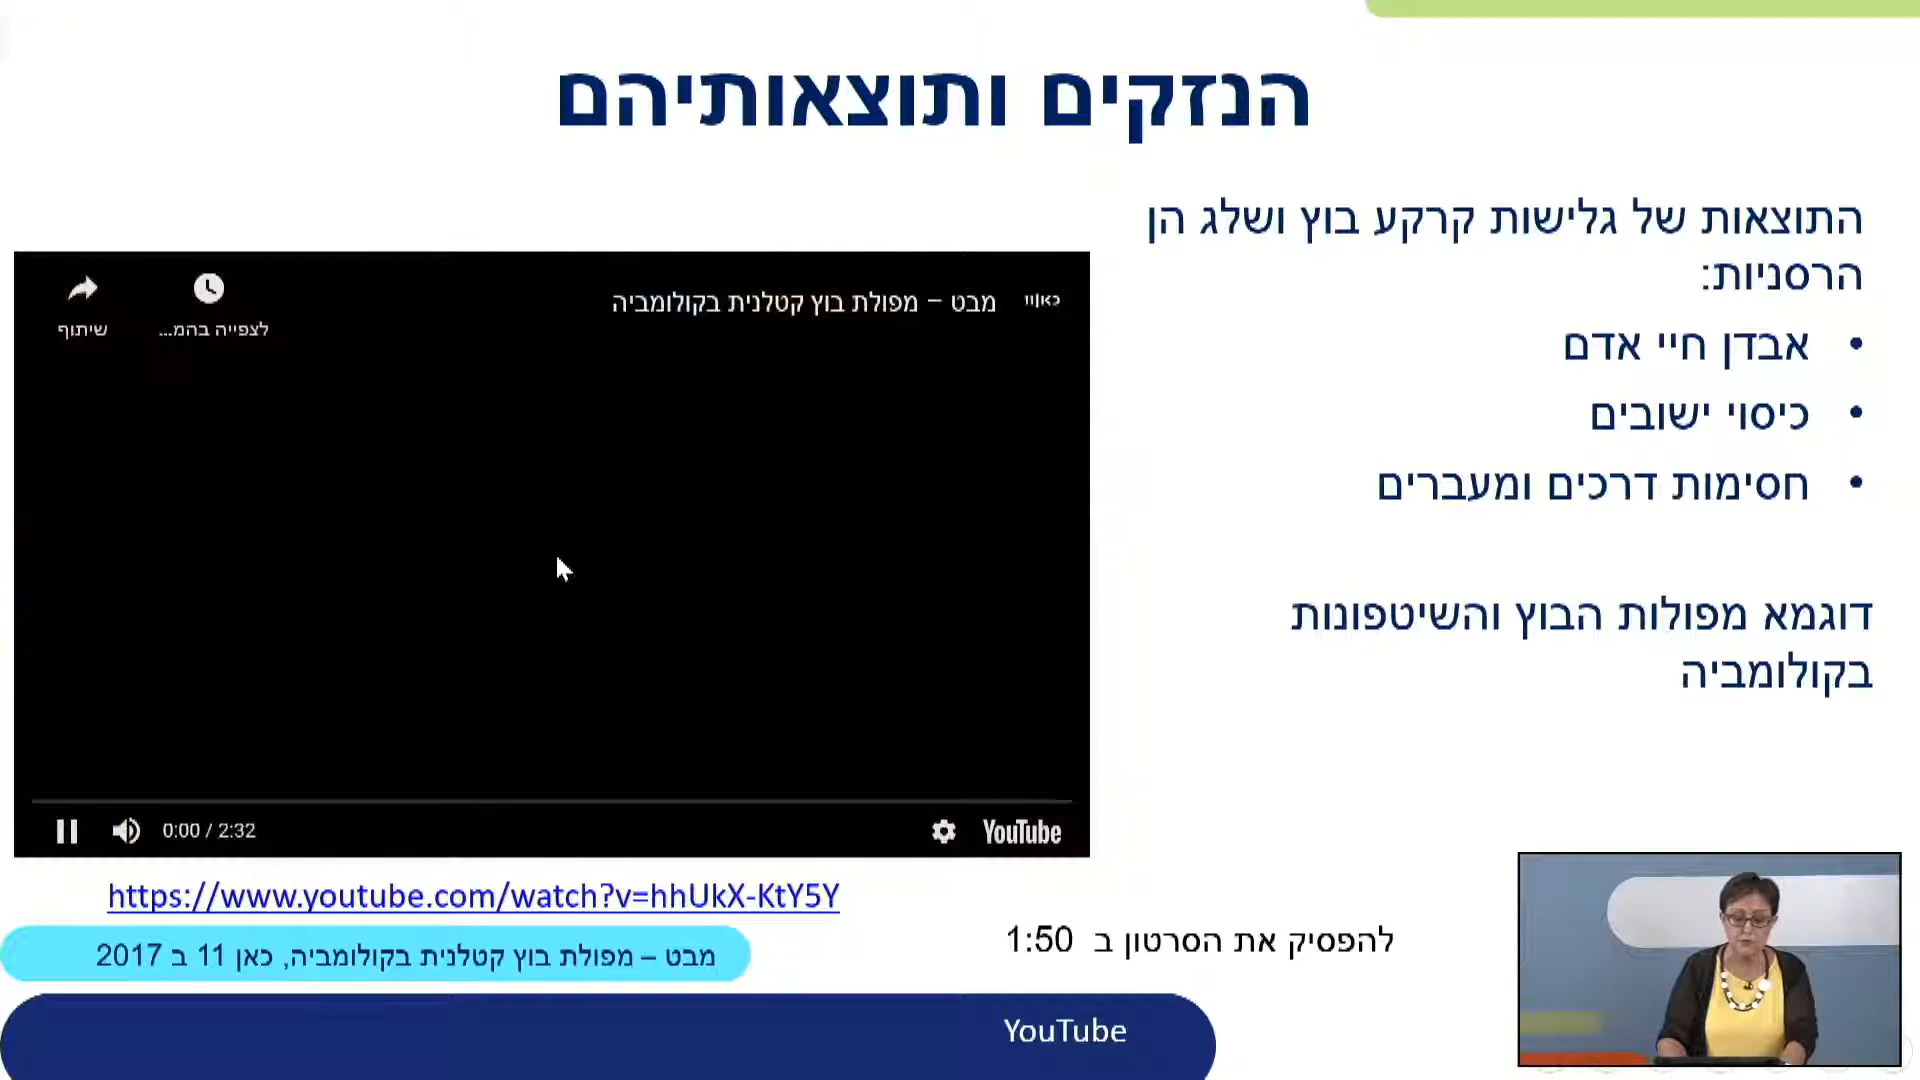 הנזקים ותוצאותיהם
התוצאות של גלישות קרקע בוץ ושלג הן
הרסניות:
• אבדן חיי אדם
• כיסוי ישובים
• חסימות דרכים ומעברים
דוגמא מפולות הבוץ והשיטפונות
בקולומביה
כאן11
מבט – מפולת בוץ קטלנית בקולומביה
לצפייה בהמ...
שיתוף
0:00 / 2:32
YouTube
https://www.youtube.com/watch?v=hhUkX-KtY5Y
מבט – מפולת בוץ קטלנית בקולומביה, כאן 11 ב 2017
להפסיק את הסרטון ב 1:50
YouTube